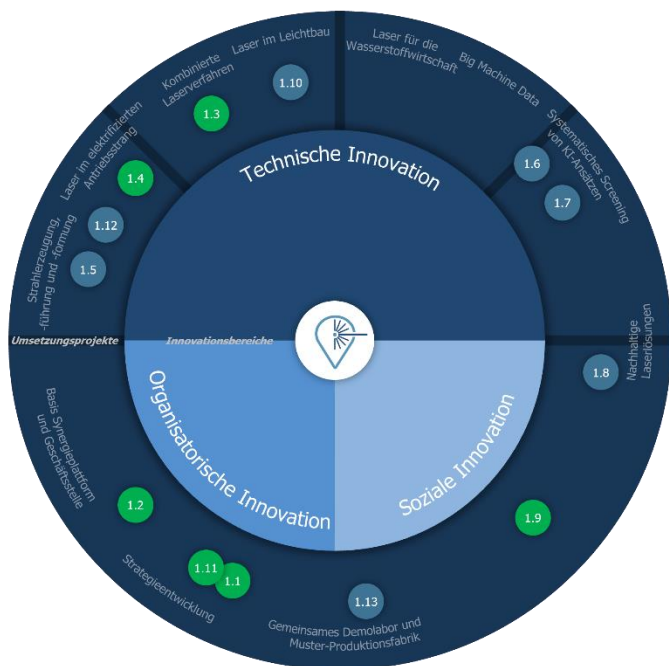 Laser im Leichtbau
1.10
Kombinierte
Laserverfahren
1.3
Laser im elektrifizierten
Antriebsstrang
1.4
Strahlerzeugung,
-führung und -formung
1.12
1.5
Laser für die
Wasserstoffwirtschaft
Big Machine Data
Systematisches Screening
von KI-Ansätzen
1.6
1.7
Technische Innovation
Umsetzungsprojekte
Innovationsbereiche
Nachhaltige
Laserlösungen
1.8
Organisatorische Innovation
Soziale Innovation
Basis Synergieplattform
und Geschäftsstelle
1.2
1.9
Strategieentwicklung
1.11
1.1
1.13
Gemeinsames Demolabor und
Muster-Produktionsfabrik